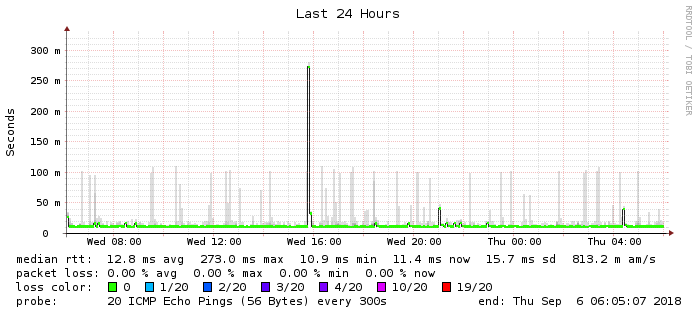 Last 24 Hours
RRDTOOL / TOBI OETIKER
Seconds
300 m
250 m
200 m
150 m
100 m
50 m
0
Wed 08:00 Wed 12:00 Wed 16:00 Wed 20:00 Thu 00:00 Thu 04:00
median rtt: 12.8 ms avg 273.0 ms max 10.9 ms min 11.4 ms now 15.7 ms sd 813.2 m am/s
packet loss: 0.00 % avg 0.00 % max 0.00 % min 0.00 % now
loss color: 0 1/20 2/20 3/20 4/20 10/20 19/20
probe: 20 ICMP Echo Pings (56 Bytes) every 300s end: Thu Sep 6 06:05:07 2018